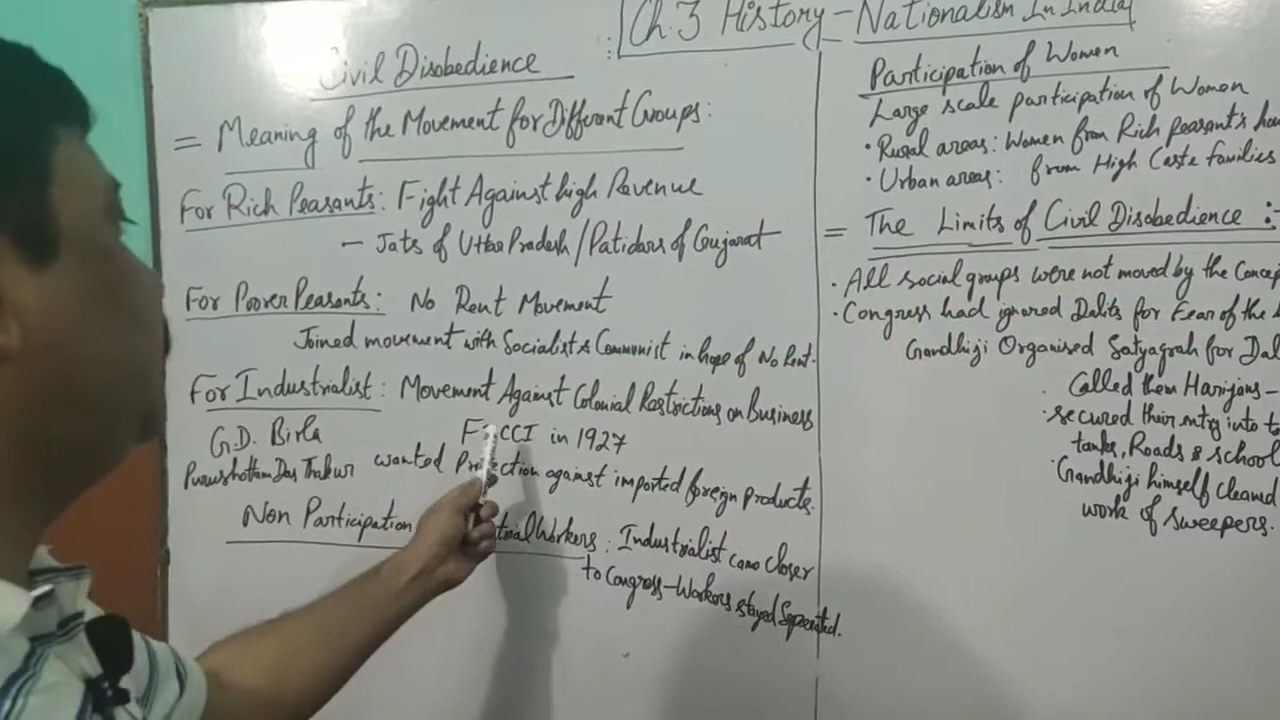 Ch.3 History - Nationalism In India
Civil Disobedience
= Meaning of the Movement for Different Groups:
For Rich Peasants: Fight Against high Revenue
- Jats of Uttar Pradesh / Patidars of Gujarat
For Poorer Peasants: No Rent Movement
Joined movement with Socialist & Communist in hope of No Rent.
For Industrialist: Movement Against Colonial Restrictions on Business
G.D. Birla
FICCI in 1927
Purushottam Das Thakur wanted Protection against imported foreign products.
Non Participation Workers: Industrialist came closer
to Congress - Workers stayed Seperated.
Participation of Women
Large scale participation of Women
• Rural areas: Women from Rich peasants
• Urban areas: from High Caste families
= The Limits of Civil Disobedience:
• All social groups were not moved by the
• Congress had ignored Dalits for Fear of the
Gandhiji Organised Satyagrah for
Called them Harijans -
• secured their entry into
tanks, Roads & school
• Gandhiji himself cleaned
work of sweepers.